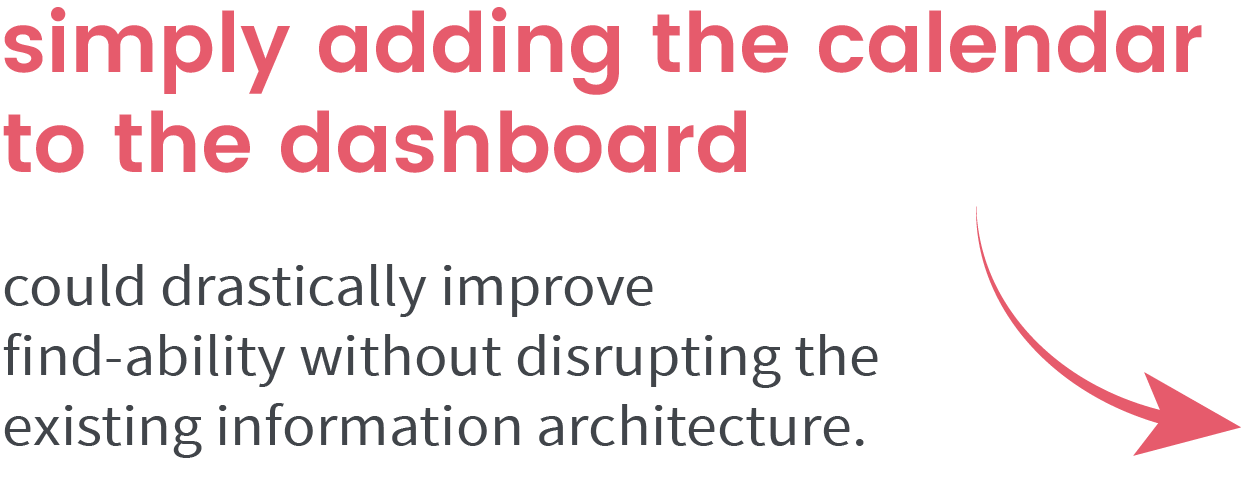 simply adding the calendar
to the dashboard
could drastically improve
find-ability without disrupting the
existing information architecture.